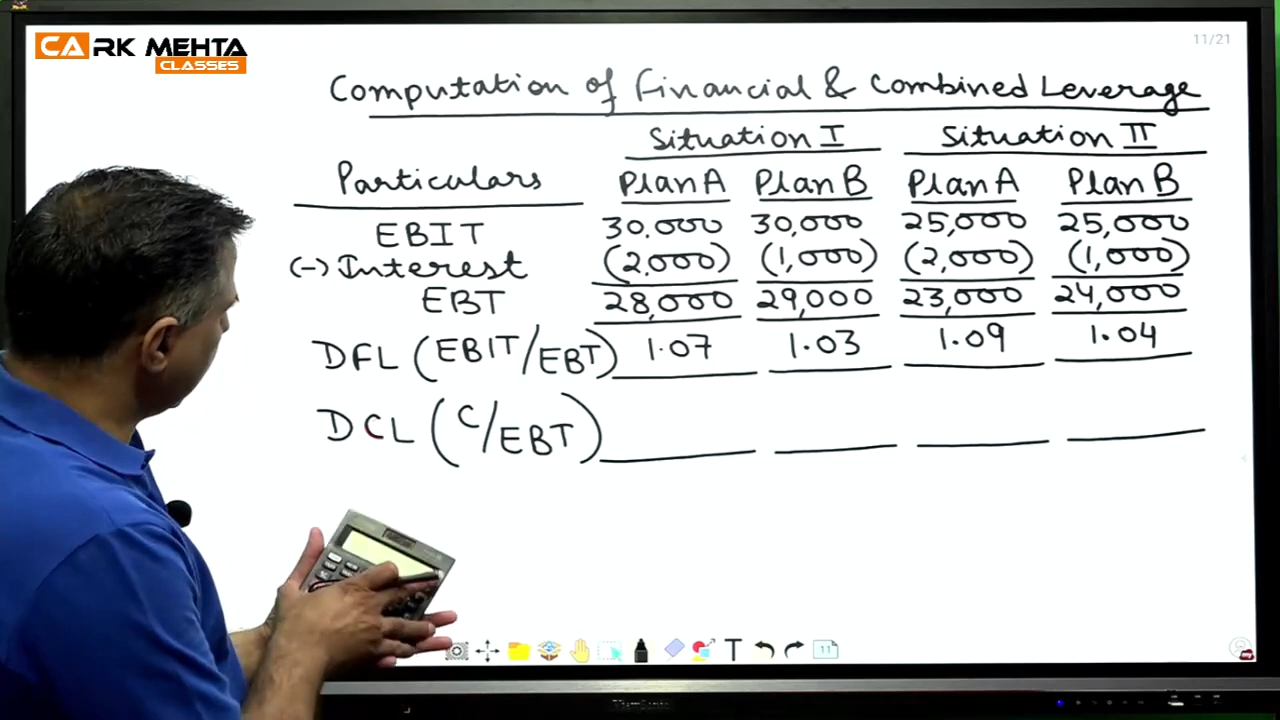 CARK MEHTA
CLASSES
11/21
Computation of Financial & Combined Leverage
Situation I Situation II
Particulars Plan A Plan B Plan A Plan B
EBIT 30,000 30,000 25,000 25,000
(-) Interest (2,000) (1,000) (2,000) (1,000)
EBT 28,000 29,000 23,000 24,000
DFL (EBIT/EBT) 1.07 1.03 1.09 1.04
DCL (C/EBT)
T 11